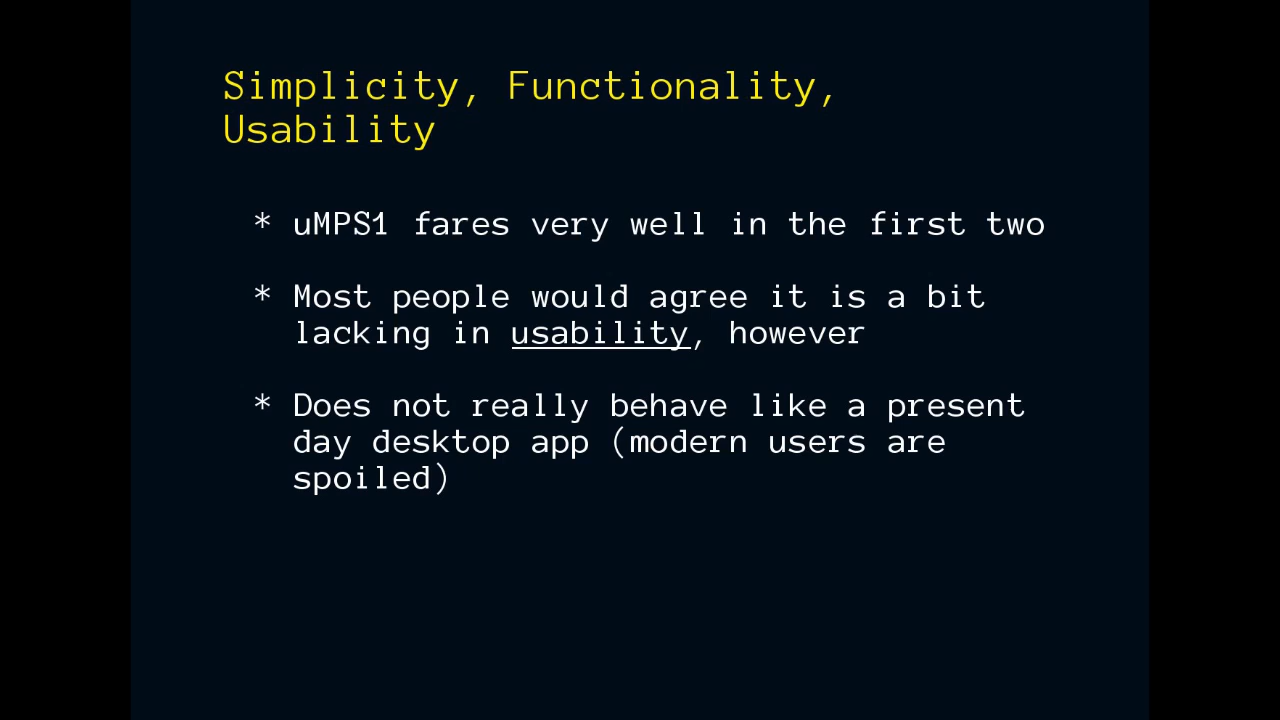 Simplicity, Functionality,
Usability
* uMPS1 fares very well in the first two
* Most people would agree it is a bit
lacking in usability, however
* Does not really behave like a present
day desktop app (modern users are
spoiled)